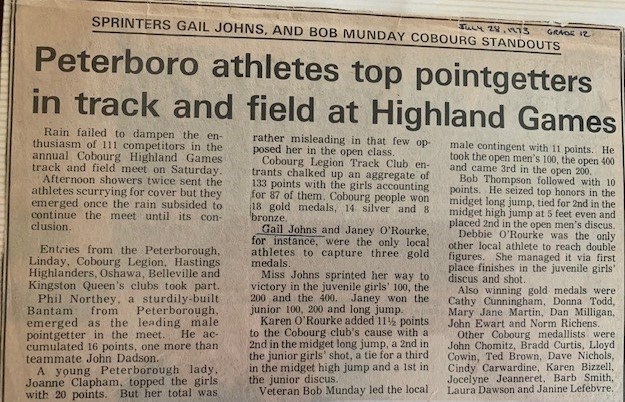 SPRINTERS GAIL JOHNS, AND BOB MUNDAY COBOURG STANDOUTS
July 28, 1973 GRADE 12
Peterboro athletes top pointgetters
in track and field at Highland Games
Rain failed to dampen the en-
thusiasm of 111 competitors in the
annual Cobourg Highland Games
track and field meet on Saturday.
Afternoon showers twice sent the
athletes scurrying for cover but they
emerged once the rain subsided to
continue the meet until its con-
clusion.
Entries from the Peterborough,
Linday, Cobourg Legion, Hastings
Highlanders, Oshawa, Belleville and
Kingston Queen's clubs took part.
Phil Northey, a sturdily-built
Bantam from Peterborough,
emerged as the leading male
pointgetter in the meet. He ac-
cumulated 16 points, one more than
teammate John Dadson.
A young Peterborough lady,
Joanne Clapham, topped the girls
with 20 points. But her total was
rather misleading in that few op-
posed her in the open class.
Cobourg Legion Track Club en-
trants chalked up an aggregate of
133 points with the girls accounting
for 87 of them. Cobourg people won
18 gold medals, 14 silver and 8
bronze.
Gail Johns and Janey O'Rourke,
for instance, were the only local
athletes to capture three gold
medals.
Miss Johns sprinted her way to
victory in the juvenile girls' 100, the
200 and the 400. Janey won the
junior 100, 200 and long jump.
Karen O'Rourke added 11½ points
to the Cobourg club's cause with a
2nd in the midget long jump, a 2nd in
the junior girls' shot, a tie for a third
in the midget high jump and a 1st in
the junior discus.
Veteran Bob Munday led the local
male contingent with 11 points. He
took the open men's 100, the open 400
and came 3rd in the open 200.
Bob Thompson followed with 10
points. He seized top honors in the
midget long jump, tied for 2nd in the
midget high jump at 5 feet even and
placed 2nd in the open men's discus.
Debbie O'Rourke was the only
other local athlete to reach double
figures. She managed it via first
place finishes in the juvenile girls'
discus and shot.
Also winning gold medals were
Cathy Cunningham, Donna Todd,
Mary Jane Martin, Dan Milligan,
John Ewart and Norm Richens.
Other Cobourg medallists were
John Chomitz, Bradd Curtis, Lloyd
Cowin, Ted Brown, Dave Nichols,
Cindy Carwardine, Karen Bizzell,
Jocelyne Jeanneret, Barb Smith,
Laura Dawson and Janine Lefebvre.